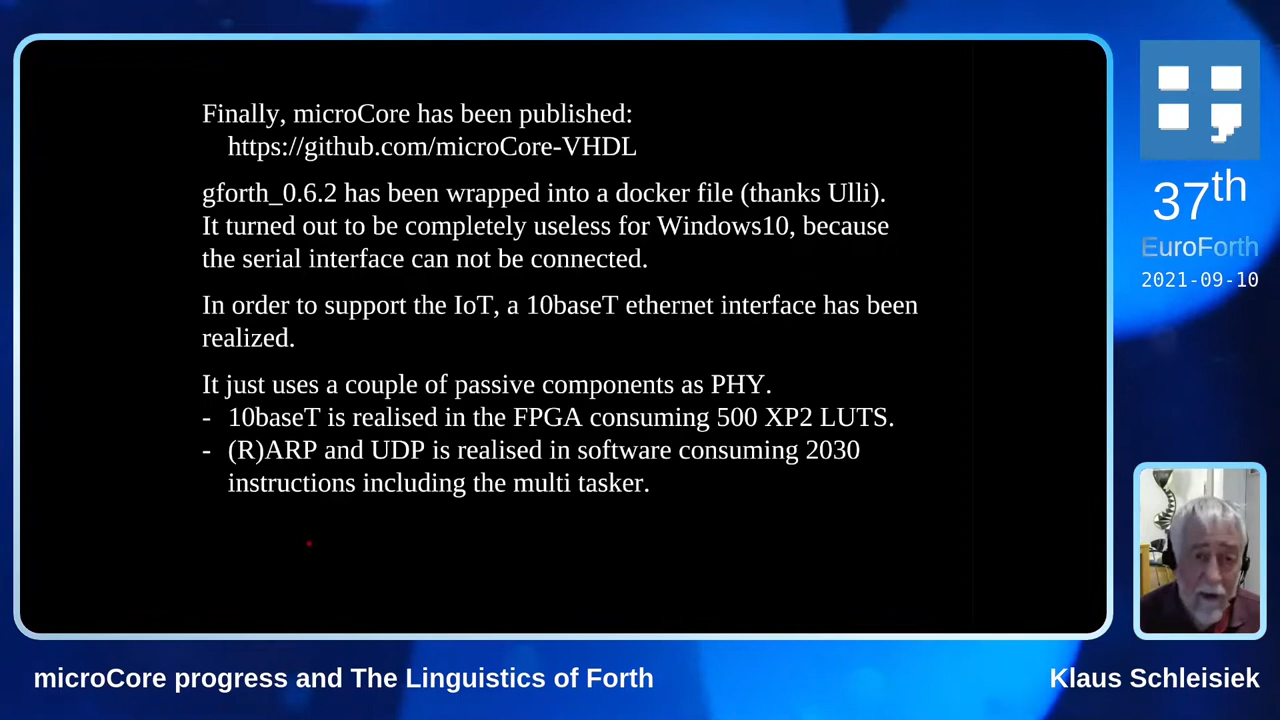 Finally, microCore has been published:
https://github.com/microCore-VHDL
gforth_0.6.2 has been wrapped into a docker file (thanks Ulli).
It turned out to be completely useless for Windows10, because
the serial interface can not be connected.
In order to support the IoT, a 10baseT ethernet interface has been
realized.
It just uses a couple of passive components as PHY.
- 10baseT is realised in the FPGA consuming 500 XP2 LUTS.
- (R)ARP and UDP is realised in software consuming 2030
instructions including the multi tasker.
37th
EuroForth
2021-09-10
microCore progress and The Linguistics of Forth
Klaus Schleisiek